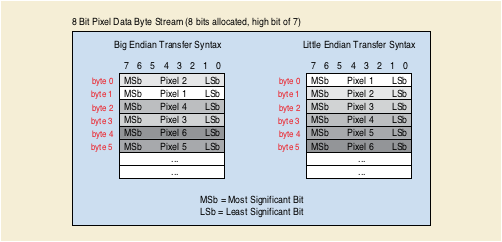 8 Bit Pixel Data Byte Stream (8 bits allocated, high bit of 7)
Big Endian Transfer Syntax
7 6 5 4 3 2 1 0
byte 0 MSb Pixel 2 LSb
byte 1 MSb Pixel 1 LSb
byte 2 MSb Pixel 4 LSb
byte 3 MSb Pixel 3 LSb
byte 4 MSb Pixel 6 LSb
byte 5 MSb Pixel 5 LSb
...
...
Little Endian Transfer Syntax
7 6 5 4 3 2 1 0
byte 0 MSb Pixel 1 LSb
byte 1 MSb Pixel 2 LSb
byte 2 MSb Pixel 3 LSb
byte 3 MSb Pixel 4 LSb
byte 4 MSb Pixel 5 LSb
byte 5 MSb Pixel 6 LSb
...
...
MSb = Most Significant Bit
LSb = Least Significant Bit